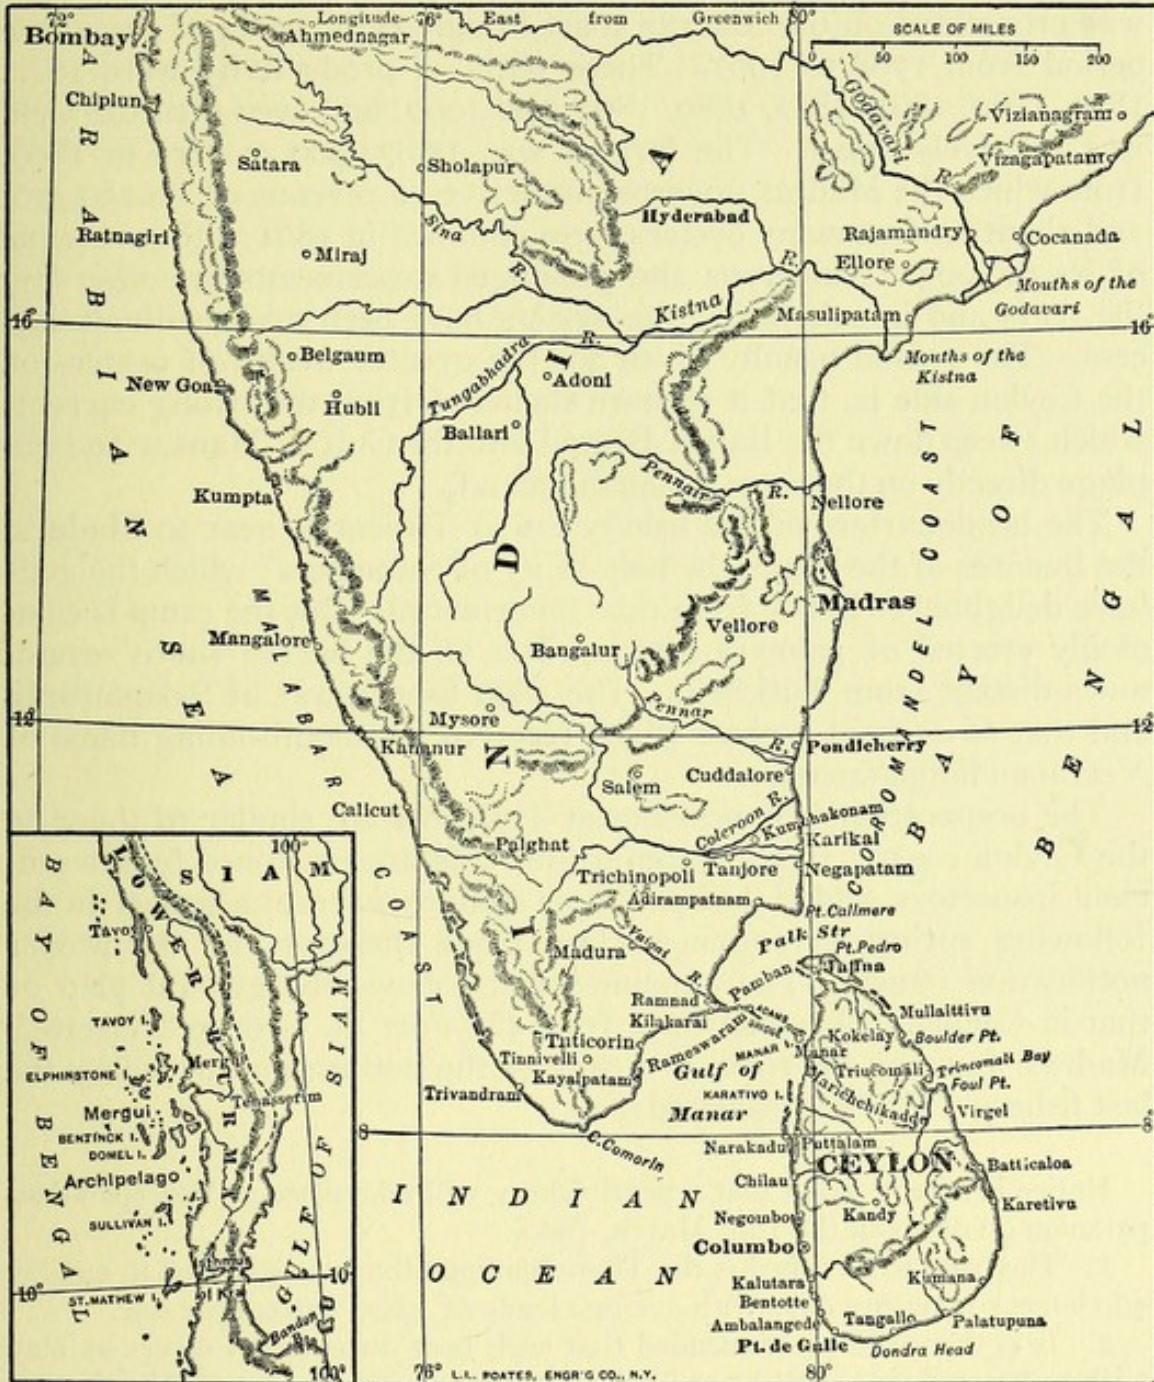 72°
Longitude
76°
East
from
Greenwich
80°
SCALE OF MILES
0 50 100 150 200
Bombay
Ahmednagar
Chiplun
Godavari
R.
Vizianagram
Vizagapatam
Satara
Sholapur
Sina
R.
Hyderabad
Ratnagiri
Miraj
Rajamandry
Cocanada
Ellore
Mouths of the
Godavari
R.
Kistna
Masulipatam
16°
16°
Mouths of the
Kistna
Belgaum
Tungabhadra
R.
Adoni
New Goa
Hubli
Ballari
Pennair
R.
Nellore
Kumpta
Madras
Vellore
Mangalore
Bangalur
Pennar
R.
Mysore
12°
12°
Kananur
Pondicherry
Salem
Cuddalore
Calicut
Coleroon R.
Kumbhakonam
Karikal
Palghat
Trichinopoli
Tanjore
Negapatam
Adirampatnam
Pt. Callmere
Palk Str
Madura
Vaigai
R.
Pt. Pedro
Jaffna
Pamban
Ramnad
Kilakarai
Mullaittivu
Rameswaram
ADAMS
Kokelay
Boulder Pt.
Tuticorin
MANAR I.
Manar
Tinnivelli
Gulf of
Manar
Trincomali Bay
Foul Pt.
Kayalpatam
KARATIVO I.
Marichchikadde
Virgel
Trivandram
8°
8°
C. Comorin
Narakadu
Puttalam
CEYLON
Batticaloa
Chilau
Karetivu
Negombo
Kandy
Columbo
Kalutara
Kumana
Bentotte
Ambalangede
Tangalle
Palatupuna
Pt. de Galle
Dondra Head
INDIA
ARABIAN SEA
MALABAR
COAST
COROMANDEL COAST
BAY OF
BENGAL
INDIAN
OCEAN
76°
80°
L.L. POATES, ENGR'G CO., N.Y.
100°
SIAM
LOWER
BURMA
BAY OF BENGAL
GULF OF SIAM
Tavoy
TAVOY I.
Mergui
ELPHINSTONE I.
Tenasserim
Mergui
BENTINCK I.
DOMEL I.
Archipelago
SULLIVAN I.
10°
10°
ST. MATHEW I.
Bandon
100°